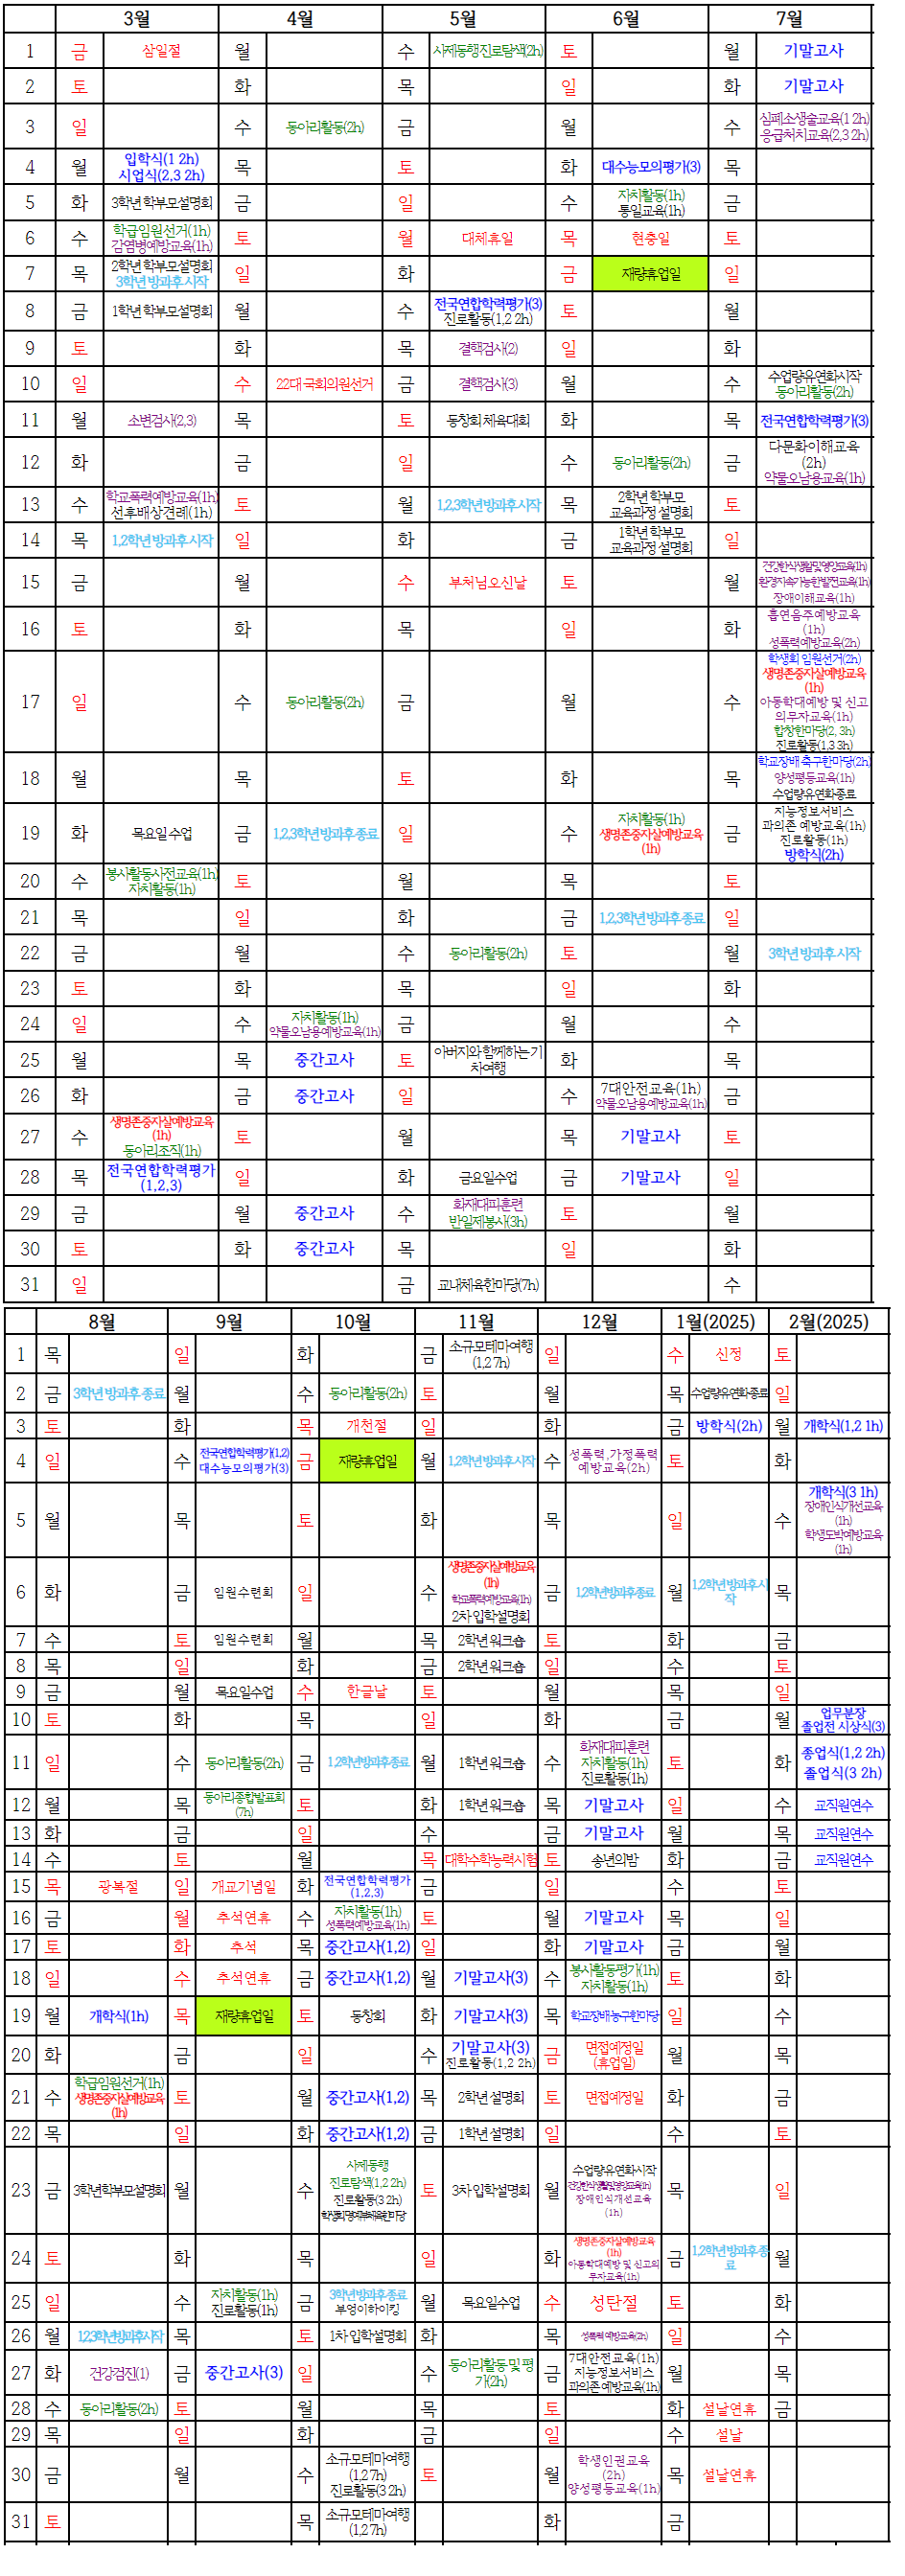 3월 4월 5월 6월 7월
1 금 삼일절 월 수 사제동행 진로탐색(2h) 토 월 기말고사
2 토 화 목 일 화 기말고사
3 일 수 동아리활동(2h) 금 월 수 심폐소생술교육(1 2h)
응급처치교육(2,3 2h)
4 월 입학식(1 2h) 목 토 화 대수능모의평가(3) 목
시업식(2,3 2h)
5 화 3학년 학부모설명회 금 일 수 자치활동(1h) 금
통일교육(1h)
6 수 학급임원선거(1h) 토 월 대체휴일 목 현충일 토
감염병예방교육(1h)
7 목 2학년 학부모설명회 일 화 금 재량휴업일 일
3학년 방과후 시작
8 금 1학년 학부모설명회 월 수 전국연합학력평가(3) 토 월
진로활동(1,2 2h)
9 토 화 목 결핵검사(2) 일 화
10 일 수 22대 국회의원선거 금 결핵검사(3) 월 수 수업량유연화시작
동아리활동(2h)
11 월 소변검사(2,3) 목 토 동창회 체육대회 화 목 전국연합학력평가(3)
12 화 금 일 수 동아리활동(2h) 금 다문화이해교육
(2h)
약물오남용교육(1h)
13 수 학교폭력예방교육(1h) 토 월 1,2,3학년 방과후 시작 목 2학년 학부모 토
선후배상견례(1h) 교육과정 설명회
14 목 1,2학년 방과후 시작 일 화 금 1학년 학부모 일
교육과정 설명회
15 금 월 수 부처님오신날 토 월 건강한식생활및영양교육(1h)
환경지속가능한발전교육(1h)
장애이해교육(1h)
16 토 화 목 일 화 흡연음주예방교육
(1h)
성폭력예방교육(2h)
17 일 수 동아리활동(2h) 금 월 수 학생회 임원선거(2h)
생명존중자살예방교육
(1h)
아동학대예방 및 신고
의무자교육(1h)
합창한마당(2, 3h)
진로활동(1,3 3h)
18 월 목 토 화 목 학교장배 축구한마당(2h)
양성평등교육(1h)
수업량유연화종료
19 화 목요일 수업 금 1,2,3학년 방과후 종료 일 수 자치활동(1h) 금 지능정보서비스
생명존중자살예방교육 과의존 예방교육(1h)
(1h) 진로활동(1h)
방학식(2h)
20 수 봉사활동사전교육(1h) 토 월 목 토
자치활동(1h)
21 목 일 화 금 1,2,3학년 방과후 종료 일
22 금 월 수 동아리활동(2h) 토 월 3학년 방과후 시작
23 토 화 목 일 화
24 일 수 자치활동(1h) 금 월 수
약물오남용예방교육(1h)
25 월 목 중간고사 토 아버지와 함께하는 기 화 목
차여행
26 화 금 중간고사 일 수 7대안전교육(1h) 금
약물오남용예방교육(1h)
27 수 생명존중자살예방교육 토 월 목 기말고사 토
(1h)
동아리조직(1h)
28 목 전국연합학력평가 일 화 금요일수업 금 기말고사 일
(1,2,3)
29 금 월 중간고사 수 화재대피훈련 토 월
반일제봉사(3h)
30 토 화 중간고사 목 일 화
31 일 금 교내체육한마당(7h) 수
8월 9월 10월 11월 12월 1월(2025) 2월(2025)
1 목 일 화 금 소규모테마여행 일 수 신정 토
(1,2 7h)
2 금 3학년 방과후 종료 월 수 동아리활동(2h) 토 월 목 수업량유연화종료 일
3 토 화 목 개천절 일 화 금 방학식(2h) 월 개학식(1,2 1h)
4 일 수 전국연합학력평가(1,2) 금 재량휴업일 월 1,2학년 방과후 시작 수 성폭력,가정폭력 토 화
대수능모의평가(3) 예방교육(2h)
5 월 목 토 화 목 일 수 개학식(3 1h)
장애인식개선교육
(1h)
학생도박예방교육
(1h)
6 화 금 임원수련회 일 수 생명존중자살예방교육 금 1,2학년방과후종료 월 1,2학년 방과후 시 목
(1h) 작
학교폭력예방교육(1h)
2차 입학설명회
7 수 토 임원수련회 월 목 2학년 워크숍 토 화 금
8 목 일 화 금 2학년 워크숍 일 수 토
9 금 월 목요일수업 수 한글날 토 월 목 일
10 토 화 목 일 화 금 월 업무분장
졸업전 시상식(3)
11 일 수 동아리활동(2h) 금 1,2학년방과후종료 월 1학년 워크숍 수 화재대피훈련 토 화 종업식(1,2 2h)
자치활동(1h) 졸업식(3 2h)
진로활동(1h)
12 월 목 동아리종합발표회 토 화 1학년 워크숍 목 기말고사 일 수 교직원연수
(7h)
13 화 금 일 수 금 기말고사 월 목 교직원연수
14 수 토 월 목 대학수학능력시험 토 송년의밤 화 금 교직원연수
15 목 광복절 일 개교기념일 화 전국연합학력평가 금 일 수 토
(1,2,3)
16 금 월 추석연휴 수 자치활동(1h) 토 월 기말고사 목 일
성폭력예방교육(1h)
17 토 화 추석 목 중간고사(1,2) 일 화 기말고사 금 월
18 일 수 추석연휴 금 중간고사(1,2) 월 기말고사(3) 수 봉사활동평가(1h) 토 화
자치활동(1h)
19 월 개학식(1h) 목 재량휴업일 토 동창회 화 기말고사(3) 목 학교장배 농구한마당 일 수
20 화 금 일 수 기말고사(3) 금 면접예정일 월 목
진로활동(1,2 2h) (휴업일)
21 수 학급임원선거(1h) 토 월 중간고사(1,2) 목 2학년 설명회 토 면접예정일 화 금
생명존중자살예방교육
(1h)
22 목 일 화 중간고사(1,2) 금 1학년 설명회 일 수 토
23 금 3학년학부모설명회 월 수 사제동행 토 3차 입학설명회 월 수업량유연화시작 목 일
진로탐색(1,2 2h) 건강한식생활및영양교육(1h)
진로활동(3 2h) 장애인식개선교육
(1h)
24 토 화 목 일 화 생명존중자살예방교육 금 1,2학년 방과후 종 월
(1h) 료
아동학대예방 및 신고의
무자교육(1h)
25 일 수 자치활동(1h) 금 3학년방과후종료 월 목요일수업 수 성탄절 토 화
진로활동(1h) 부엉이하이킹
26 월 1,2,3학년방과후시작 목 토 1차 입학설명회 화 목 성폭력 예방교육(2h) 일 수
27 화 건강검진(1) 금 중간고사(3) 일 수 동아리활동 및 평 금 7대안전교육(1h) 월 목
가(2h) 지능정보서비스
과의존 예방교육(1h)
28 수 동아리활동(2h) 토 월 목 토 화 설날연휴 금
29 목 일 화 금 일 수 설날
30 금 월 수 소규모테마여행 토 월 학생인권교육 목 설날연휴
(1,2 7h) (2h)
진로활동(3 2h) 양성평등교육(1h)
31 토 목 소규모테마여행 화 금
(1,2 7h)